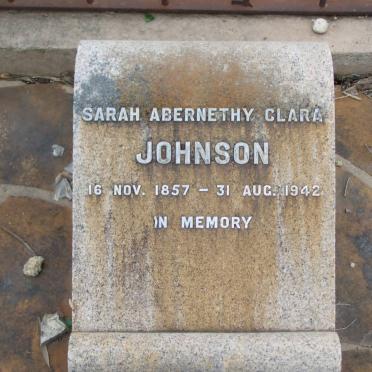 SARAH ABERNETHY CLARA
JOHNSON
16 NOV. 1857 – 31 AUG. 1942
IN MEMORY